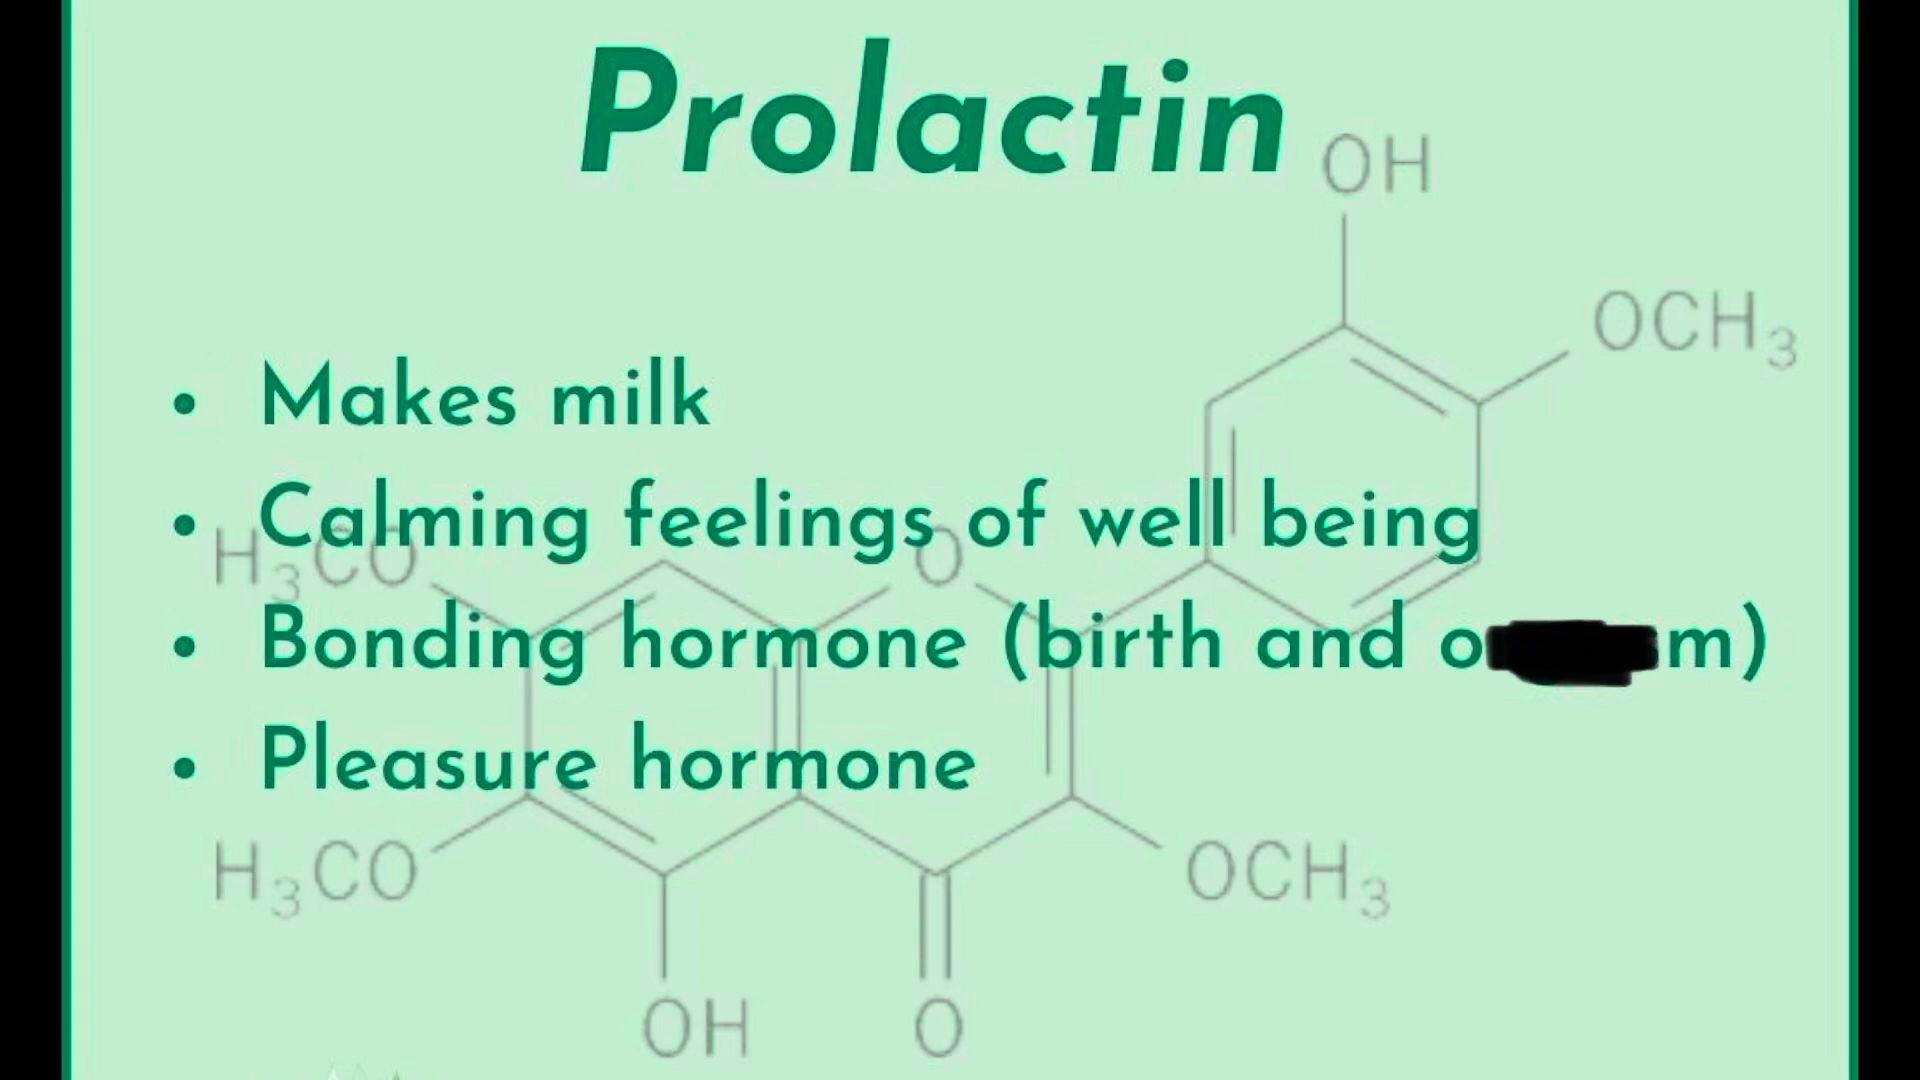 Prolactin
OH
OCH₃
• Makes milk
• Calming feelings of well being
H₃CO
O
• Bonding hormone (birth and o m)
• Pleasure hormone
H₃CO
OCH₃
OH
O